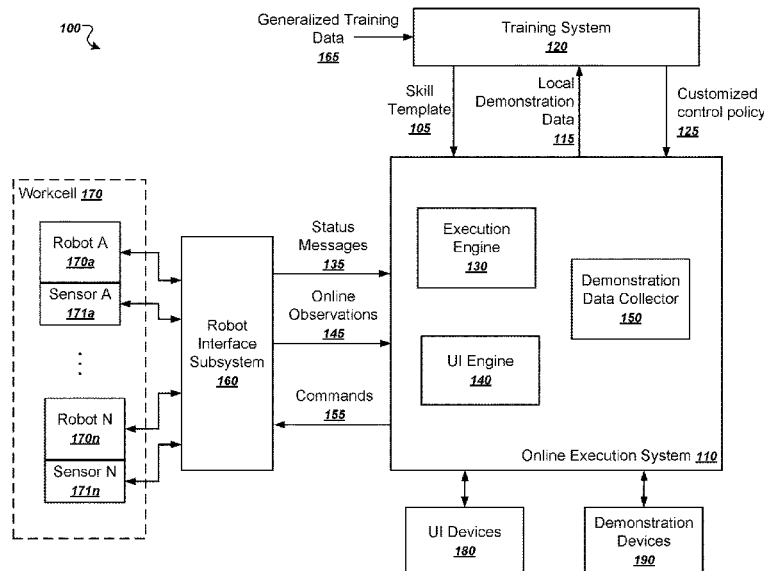 100
Generalized Training
Data
165
Training System
120
Skill
Template
105
Local
Demonstration
Data
115
Customized
control policy
125
Workcell 170
Robot A
170a
Sensor A
171a
Robot N
170n
Sensor N
171n
Robot
Interface
Subsystem
160
Status
Messages
135
Online
Observations
145
Commands
155
Execution
Engine
130
UI Engine
140
Demonstration
Data Collector
150
Online Execution System 110
UI Devices
180
Demonstration
Devices
190